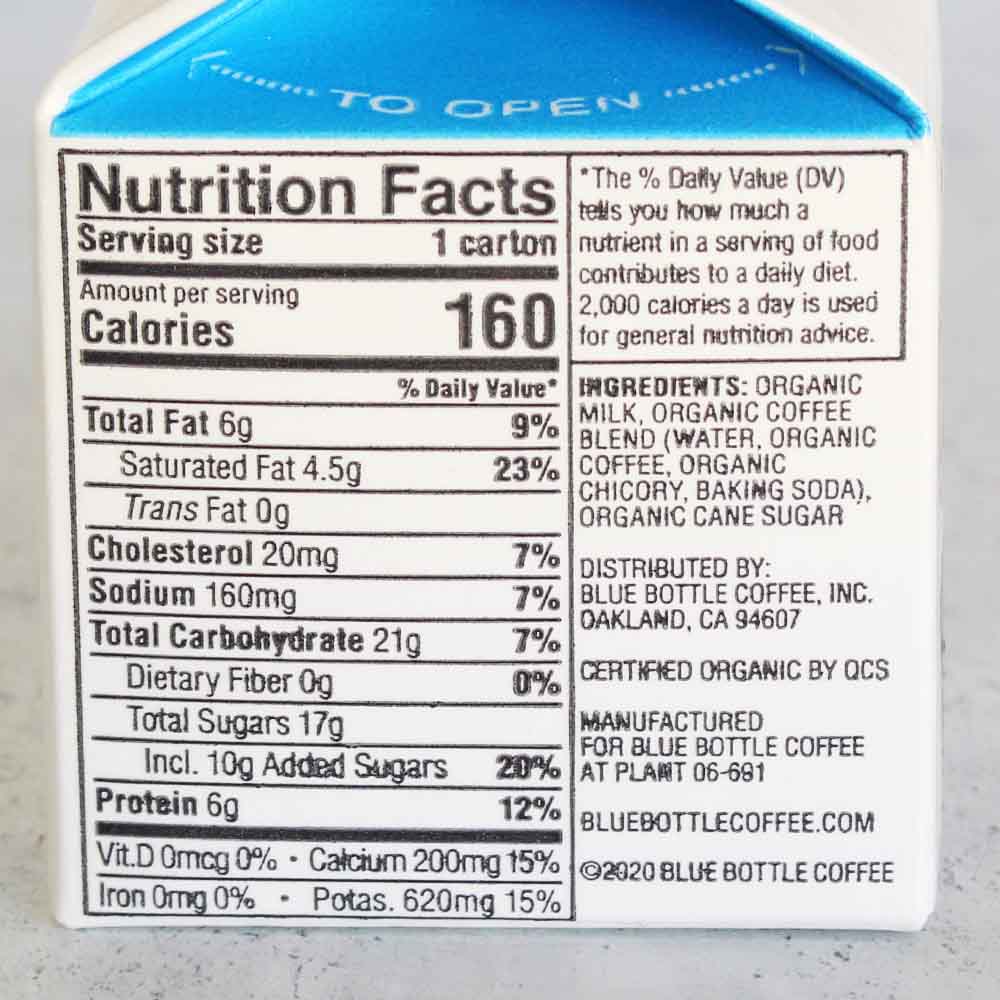 TO OPEN
Nutrition Facts
Serving size 1 carton
Amount per serving
Calories 160
% Daily Value*
Total Fat 6g 9%
Saturated Fat 4.5g 23%
Trans Fat 0g
Cholesterol 20mg 7%
Sodium 160mg 7%
Total Carbohydrate 21g 7%
Dietary Fiber 0g 0%
Total Sugars 17g
Incl. 10g Added Sugars 20%
Protein 6g 12%
Vit.D 0mcg 0% • Calcium 200mg 15%
Iron 0mg 0% • Potas. 620mg 15%
*The % Daily Value (DV)
tells you how much a
nutrient in a serving of food
contributes to a daily diet.
2,000 calories a day is used
for general nutrition advice.
INGREDIENTS: ORGANIC
MILK, ORGANIC COFFEE
BLEND (WATER, ORGANIC
COFFEE, ORGANIC
CHICORY, BAKING SODA),
ORGANIC CANE SUGAR
DISTRIBUTED BY:
BLUE BOTTLE COFFEE, INC.
OAKLAND, CA 94607
CERTIFIED ORGANIC BY QCS
MANUFACTURED
FOR BLUE BOTTLE COFFEE
AT PLANT 06-691
BLUEBOTTLECOFFEE.COM
©2020 BLUE BOTTLE COFFEE